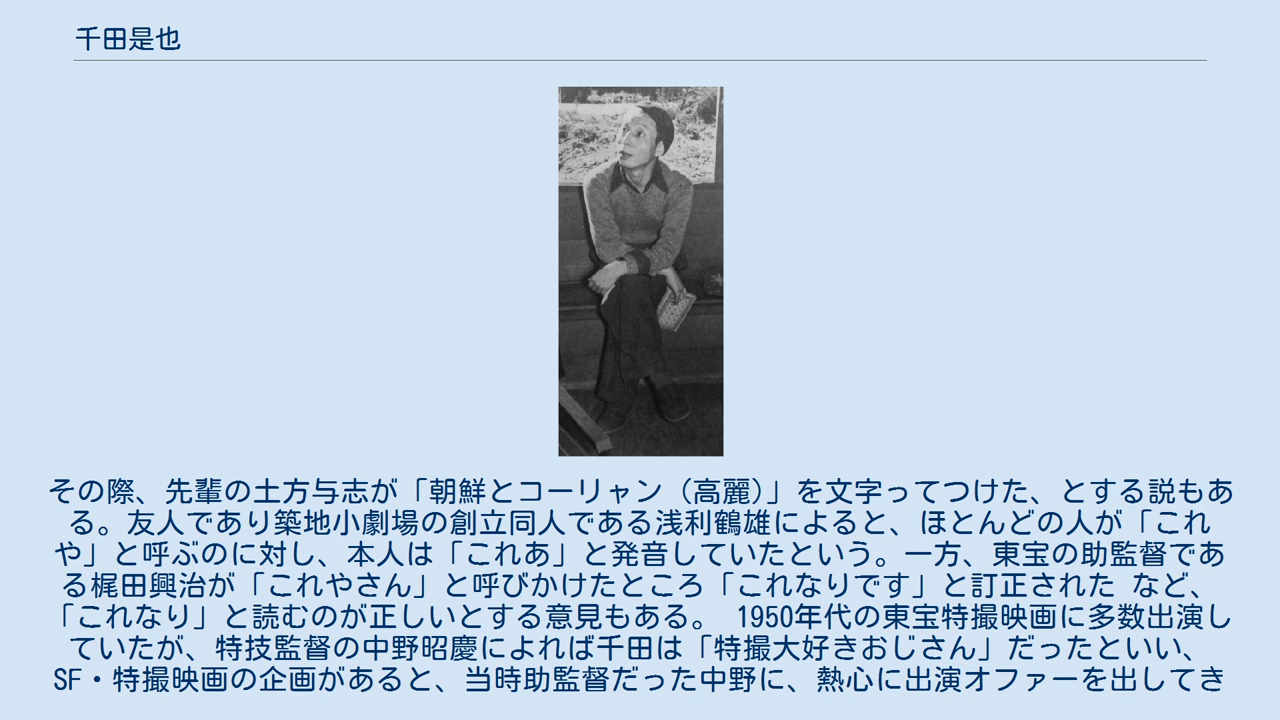 千田是也
その際、先輩の土方与志が「朝鮮とコーリャン（高麗）」を文字ってつけた、とする説もあ
る。友人であり築地小劇場の創立同人である浅利鶴雄によると、ほとんどの人が「これ
や」と呼ぶのに対し、本人は「これあ」と発音していたという。一方、東宝の助監督であ
る梶田興治が「これやさん」と呼びかけたところ「これなりです」と訂正された など、
「これなり」と読むのが正しいとする意見もある。 1950年代の東宝特撮映画に多数出演し
ていたが、特技監督の中野昭慶によれば千田は「特撮大好きおじさん」だったといい、
SF・特撮映画の企画があると、当時助監督だった中野に、熱心に出演オファーを出してき